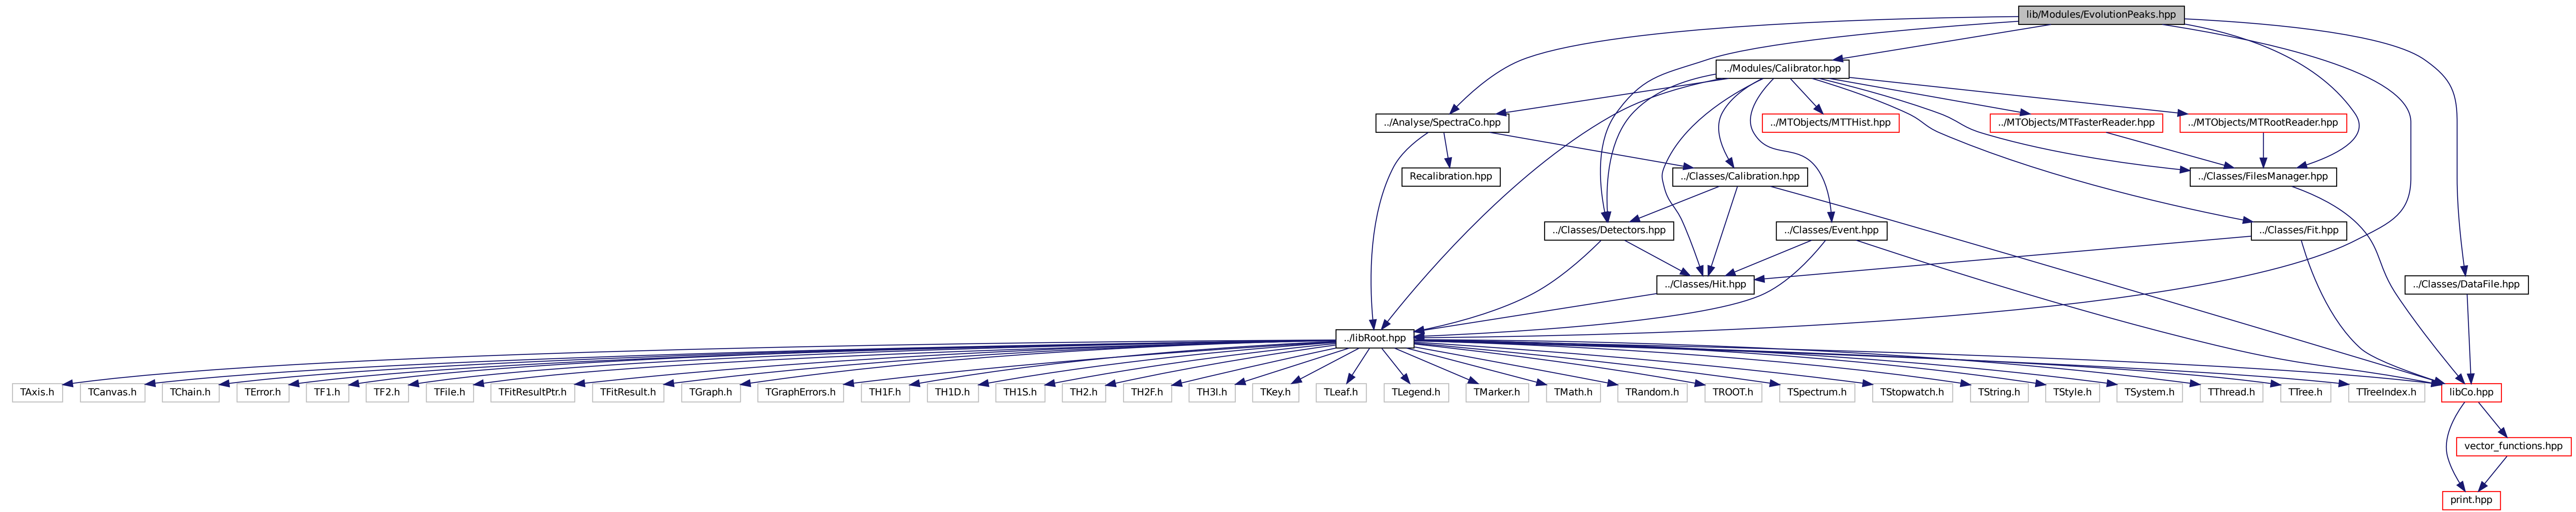 lib/Modules/EvolutionPeaks.hpp
../Modules/Calibrator.hpp
../Analyse/SpectraCo.hpp
../MTObjects/MTTHist.hpp
../MTObjects/MTFasterReader.hpp
../MTObjects/MTRootReader.hpp
Recalibration.hpp
../Classes/Calibration.hpp
../Classes/FilesManager.hpp
../Classes/Detectors.hpp
../Classes/Event.hpp
../Classes/Fit.hpp
../Classes/Hit.hpp
../Classes/DataFile.hpp
../libRoot.hpp
TAxis.h
TCanvas.h
TChain.h
TError.h
TF1.h
TF2.h
TFile.h
TFitResultPtr.h
TFitResult.h
TGraph.h
TGraphErrors.h
TH1F.h
TH1D.h
TH1S.h
TH2.h
TH2F.h
TH3I.h
TKey.h
TLeaf.h
TLegend.h
TMarker.h
TMath.h
TRandom.h
TROOT.h
TSpectrum.h
TStopwatch.h
TString.h
TStyle.h
TSystem.h
TThread.h
TTree.h
TTreeIndex.h
libCo.hpp
vector_functions.hpp
print.hpp